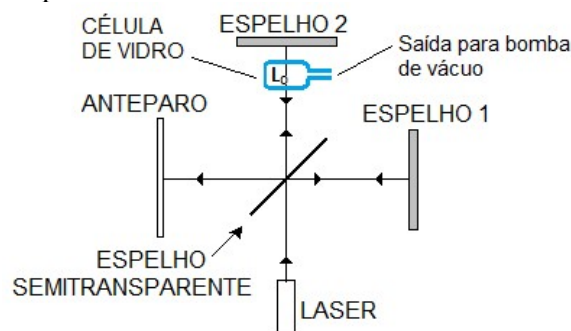 CÉLULA
DE VIDRO
ESPELHO 2
L₀
Saída para bomba
de vácuo
ANTEPARO
ESPELHO 1
ESPELHO
SEMITRANSPARENTE
LASER